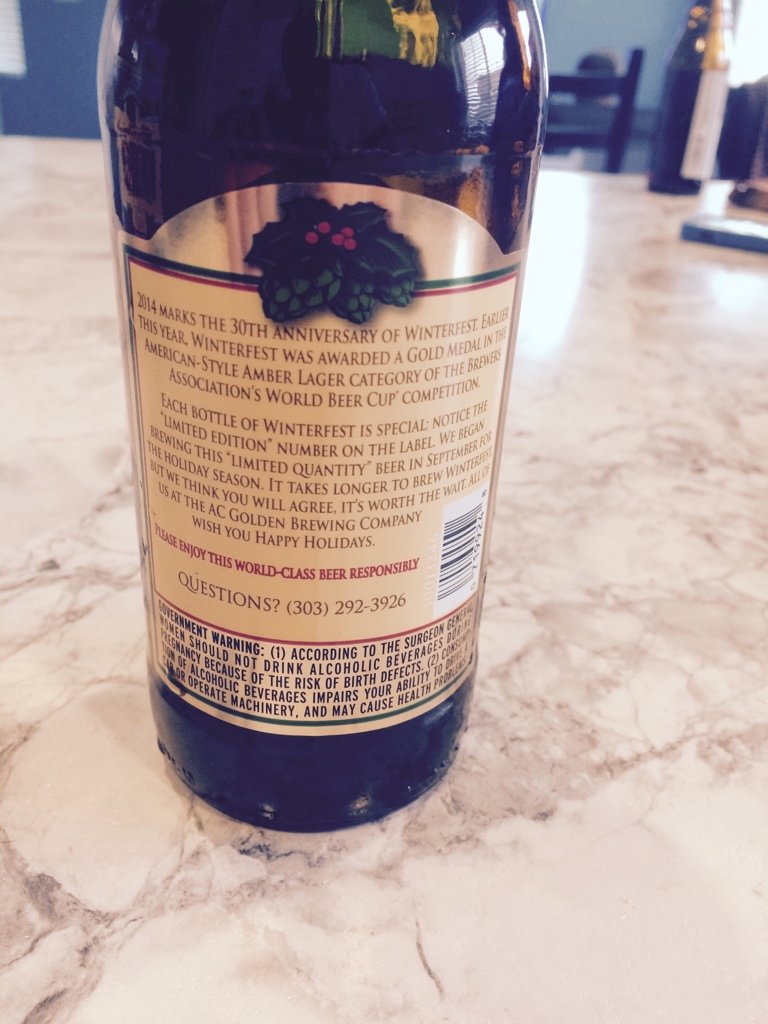 2014 MARKS THE 30TH ANNIVERSARY OF WINTERFEST. EARLIER
THIS YEAR, WINTERFEST WAS AWARDED A GOLD MEDAL IN THE
AMERICAN-STYLE AMBER LAGER CATEGORY OF THE BREWERS
ASSOCIATION'S WORLD BEER CUP® COMPETITION.
EACH BOTTLE OF WINTERFEST IS SPECIAL: NOTICE THE
"LIMITED EDITION" NUMBER ON THE LABEL. WE BEGAN
BREWING THIS "LIMITED QUANTITY" BEER IN SEPTEMBER FOR
THE HOLIDAY SEASON. IT TAKES LONGER TO BREW WINTERFEST
BUT WE THINK YOU WILL AGREE, IT'S WORTH THE WAIT. ALL OF
US AT THE AC GOLDEN BREWING COMPANY
WISH YOU HAPPY HOLIDAYS.
PLEASE ENJOY THIS WORLD-CLASS BEER RESPONSIBLY
QUESTIONS? (303) 292-3926
GOVERNMENT WARNING: (1) ACCORDING TO THE SURGEON GENERAL,
WOMEN SHOULD NOT DRINK ALCOHOLIC BEVERAGES DURING
PREGNANCY BECAUSE OF THE RISK OF BIRTH DEFECTS. (2)
OF ALCOHOLIC BEVERAGES IMPAIRS YOUR ABILITY TO
OR OPERATE MACHINERY, AND MAY CAUSE HEALTH